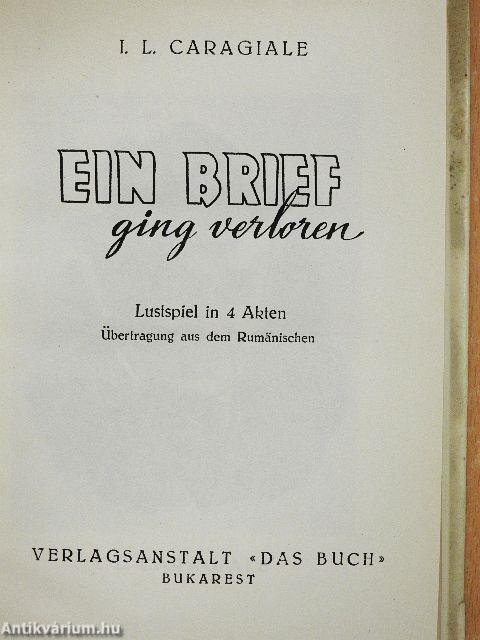 I. L. CARAGIALE
EIN BRIEF
ging verloren
Lustspiel in 4 Akten
Übertragung aus dem Rumänischen
VERLAGSANSTALT «DAS BUCH»
BUKAREST
Antikvárium.hu